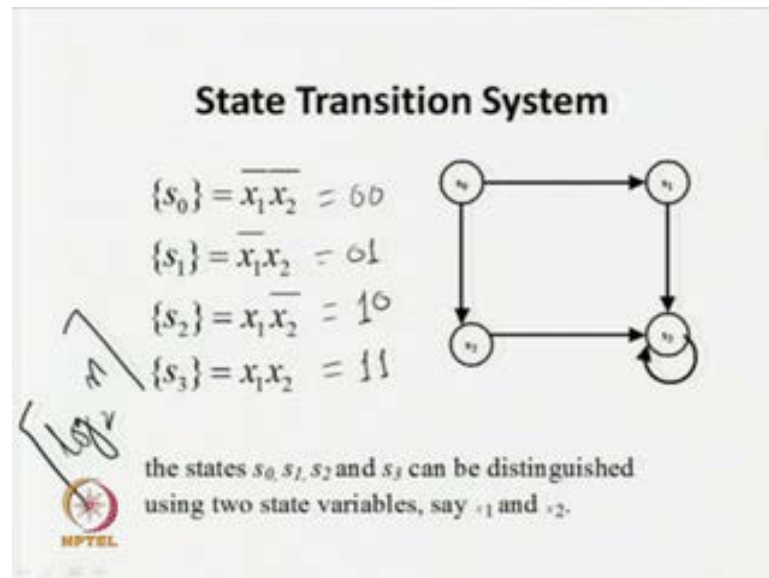 State Transition System
{s₀} = x̅₁x̅₂ = 00
{s₁} = x̅₁x₂ = 01
{s₂} = x₁x̅₂ = 10
{s₃} = x₁x₂ = 11
s₀ s₁
s₂ s₃
the states s₀, s₁, s₂ and s₃ can be distinguished
using two state variables, say x1 and x2.
NPTEL